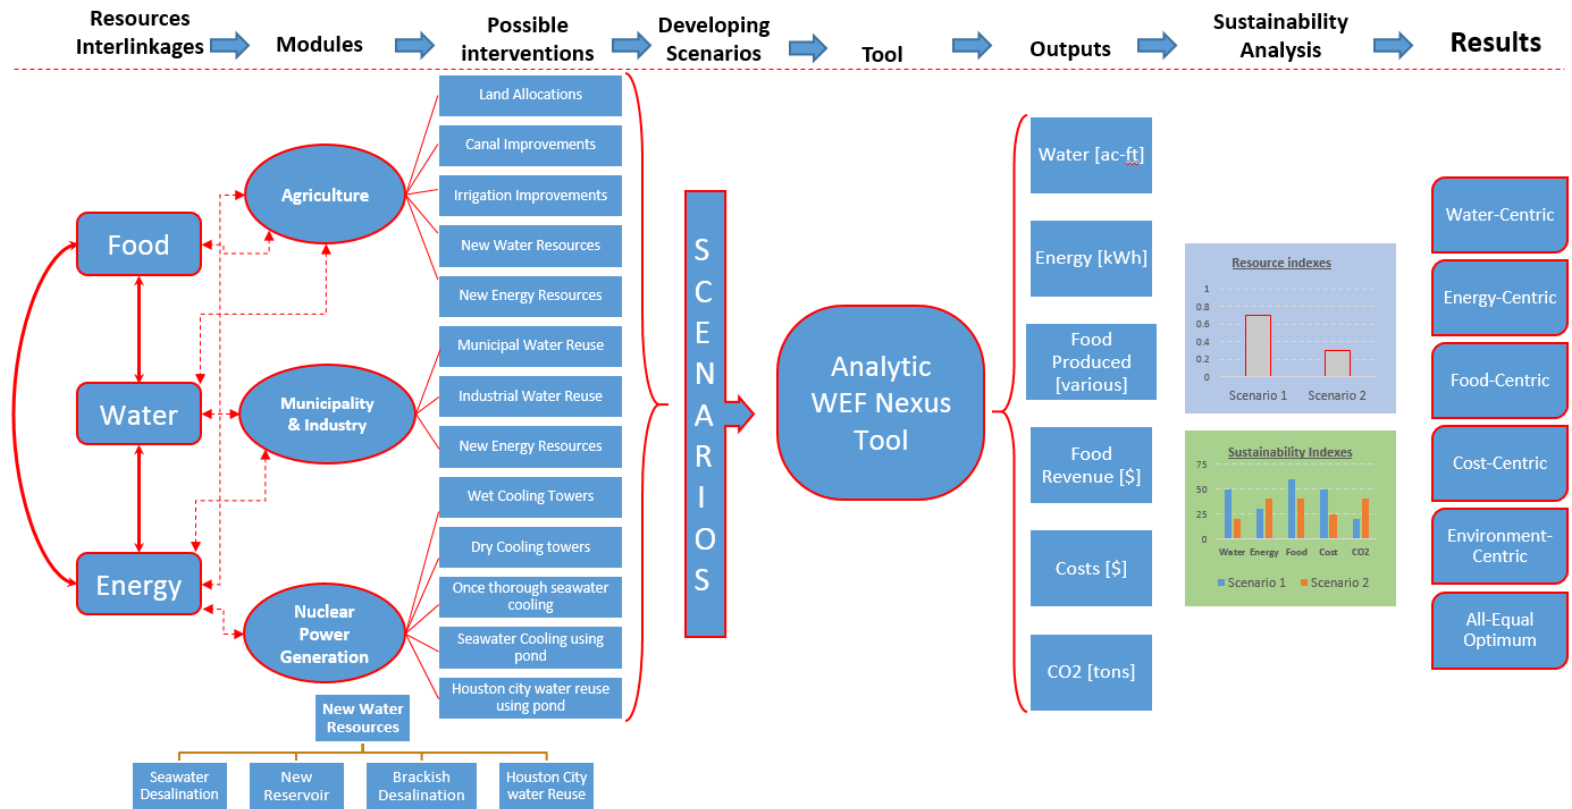 Resources
Interlinkages
Modules
Possible
interventions
Developing
Scenarios
Tool
Outputs
Sustainability
Analysis
Results
Food
Water
Energy
Agriculture
Municipality
& Industry
Nuclear
Power
Generation
Land Allocations
Canal Improvements
Irrigation Improvements
New Water Resources
New Energy Resources
Municipal Water Reuse
Industrial Water Reuse
New Energy Resources
Wet Cooling Towers
Dry Cooling towers
Once thorough seawater
cooling
Seawater Cooling using
pond
Houston city water reuse
using pond
New Water
Resources
Seawater
Desalination
New
Reservoir
Brackish
Desalination
Houston City
water Reuse
S
C
E
N
A
R
I
O
S
Analytic
WEF Nexus
Tool
Water [ac-ft]
Energy [kWh]
Food
Produced
[various]
Food
Revenue [$]
Costs [$]
CO2 [tons]
Resource indexes
1
0.8
0.6
0.4
0.2
0
Scenario 1
Scenario 2
Sustainability Indexes
75
50
25
0
Water Energy Food Cost CO2
Scenario 1 Scenario 2
Water-Centric
Energy-Centric
Food-Centric
Cost-Centric
Environment-
Centric
All-Equal
Optimum